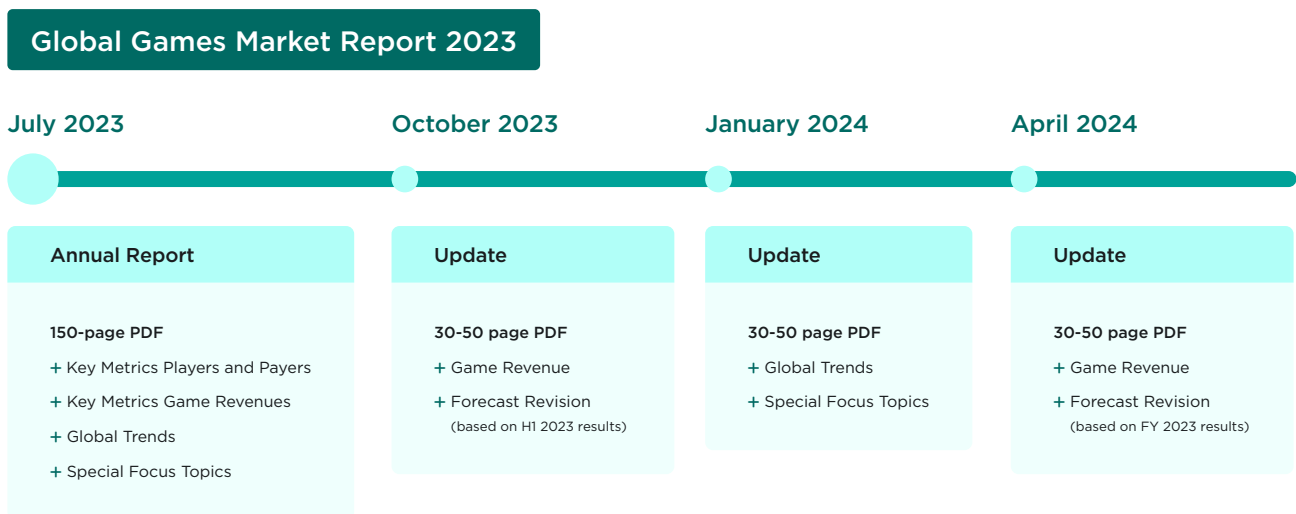 Global Games Market Report 2023
July 2023
October 2023
January 2024
April 2024
Annual Report
150-page PDF
+ Key Metrics Players and Payers
+ Key Metrics Game Revenues
+ Global Trends
+ Special Focus Topics
Update
30-50 page PDF
+ Game Revenue
+ Forecast Revision
(based on H1 2023 results)
Update
30-50 page PDF
+ Global Trends
+ Special Focus Topics
Update
30-50 page PDF
+ Game Revenue
+ Forecast Revision
(based on FY 2023 results)